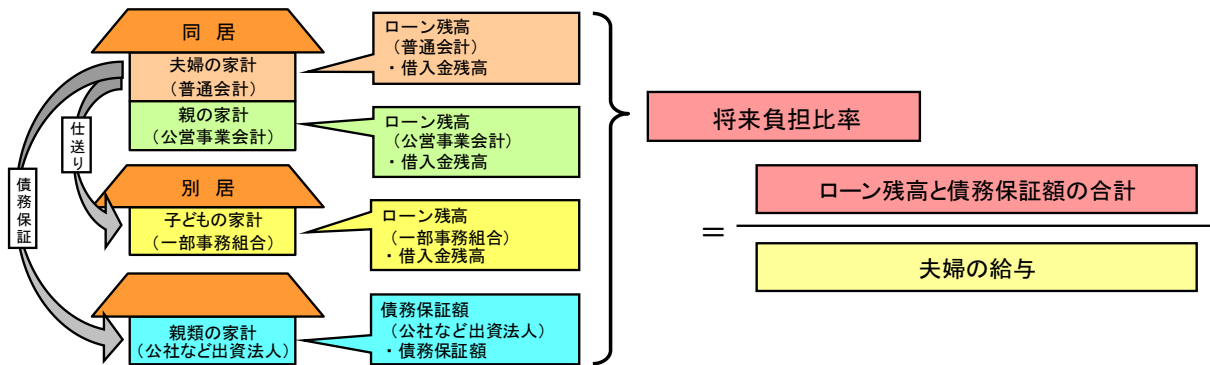 同 居
夫婦の家計
(普通会計)
親の家計
(公営事業会計)
仕送り
債務保証
別 居
子どもの家計
(一部事務組合)
親類の家計
(公社など出資法人)
ローン残高
(普通会計)
・借入金残高
ローン残高
(公営事業会計)
・借入金残高
ローン残高
(一部事務組合)
・借入金残高
債務保証額
(公社など出資法人)
・債務保証額
将来負担比率
=
ローン残高と債務保証額の合計
夫婦の給与